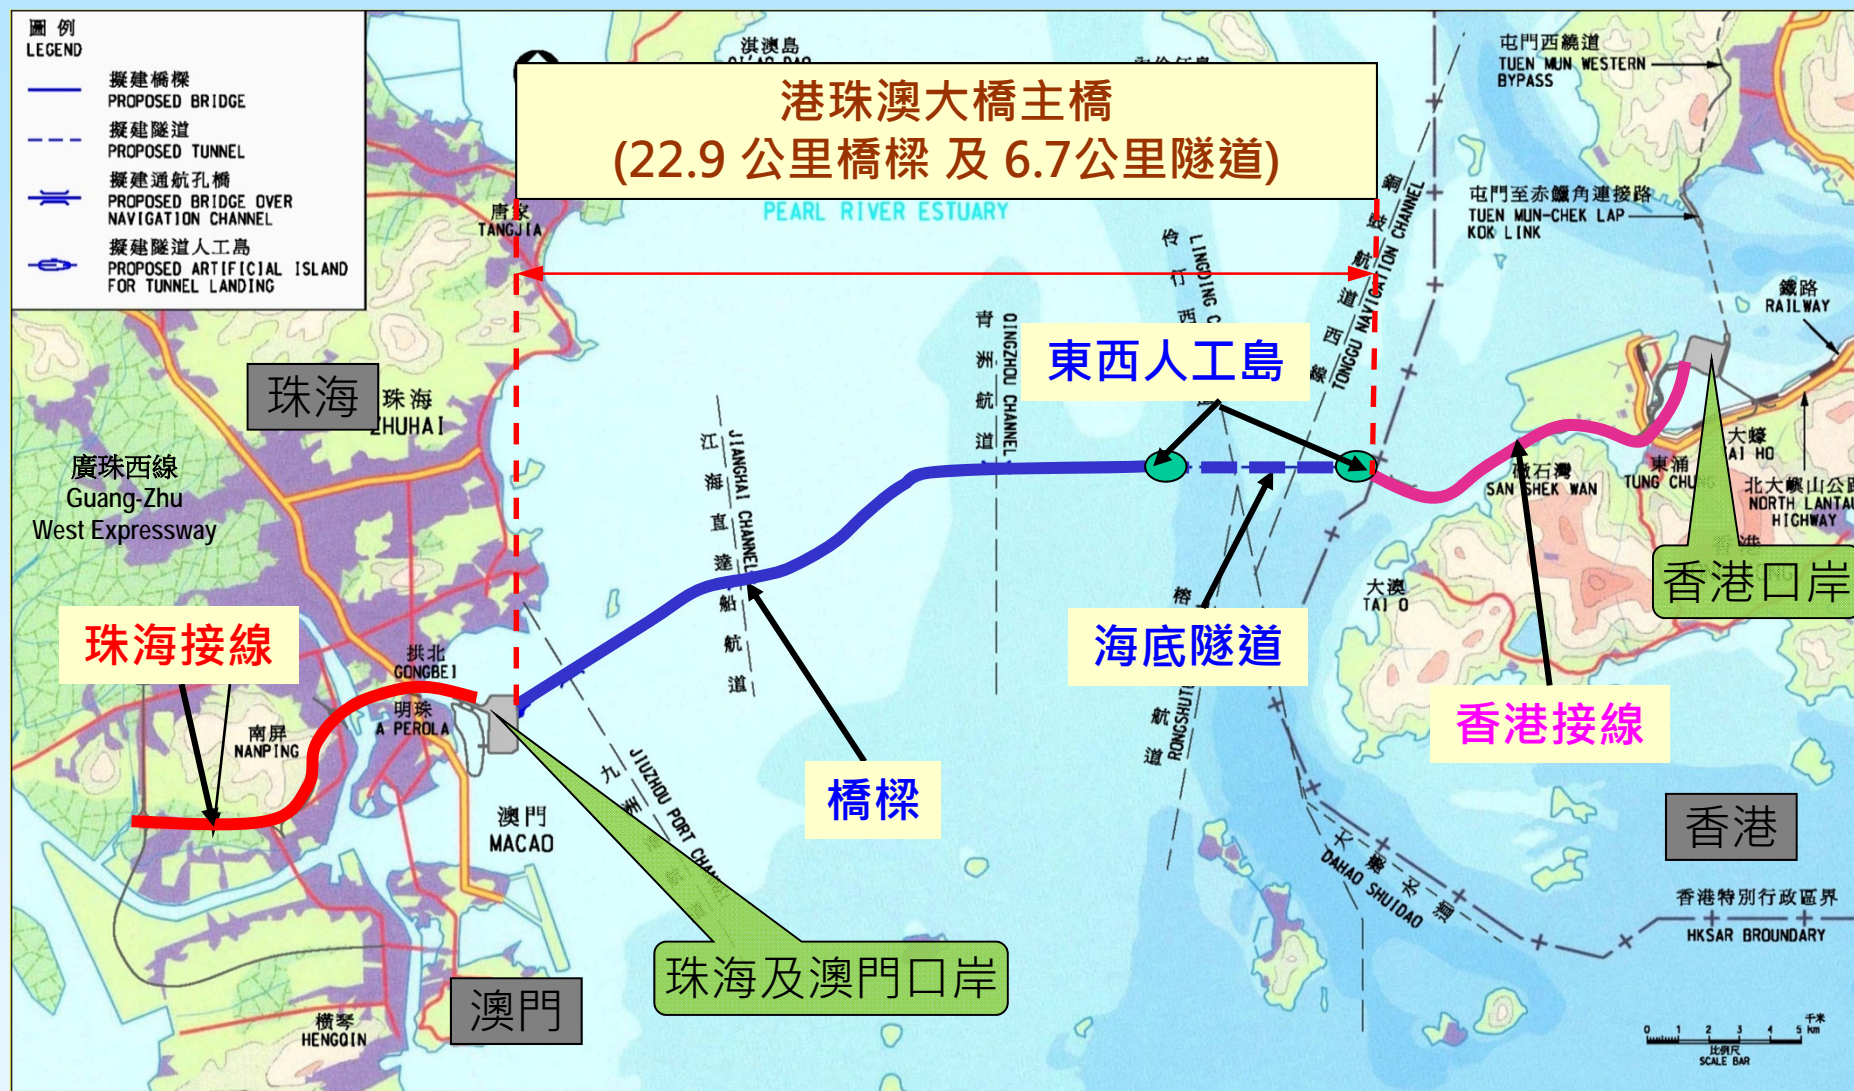 圖 例
LEGEND
擬建橋樑
PROPOSED BRIDGE
擬建隧道
PROPOSED TUNNEL
擬建通航孔橋
PROPOSED BRIDGE OVER
NAVIGATION CHANNEL
擬建隧道人工島
PROPOSED ARTIFICIAL ISLAND
FOR TUNNEL LANDING
淇澳島
港珠澳大橋主橋
(22.9 公里橋樑 及 6.7公里隧道)
PEARL RIVER ESTUARY
唐家
TANGJIA
屯門西繞道
TUEN MUN WESTERN
BYPASS
屯門至赤鱲角連接路
TUEN MUN-CHEK LAP
KOK LINK
鐵路
RAILWAY
銅鼓航道西線
TONGGU NAVIGATION CHANNEL
伶仃西
LINGDING
青洲航道
QINGZHOU CHANNEL
東西人工島
珠海
珠海
ZHUHAI
廣珠西線
Guang-Zhu
West Expressway
江海直達船航道
JIANGHAI CHANNEL
大蠔
TAI HO
東涌
TUNG CHUNG
石灣
SAN SHEK WAN
北大嶼山公路
NORTH LANTAU
HIGHWAY
香港口岸
大澳
TAI O
海底隧道
榕
航道
RONGSHUT
珠海接線
拱北
GONGBEI
明珠
A PEROLA
南屏
NANPING
香港接線
橋樑
九洲
JIUZHOU PORT CHAN
澳門
MACAO
香港
大濠水道
DAHAO SHUIDAO
香港特別行政區界
HKSAR BROUNDARY
珠海及澳門口岸
澳門
橫琴
HENGQIN
0 1 2 3 4 5
千米
km
比例尺
SCALE BAR